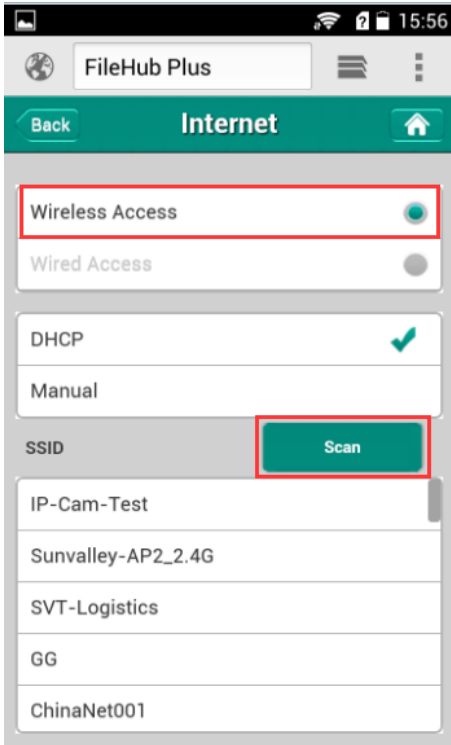 15:56
FileHub Plus
Back Internet
Wireless Access
Wired Access
DHCP
Manual
SSID Scan
IP-Cam-Test
Sunvalley-AP2_2.4G
SVT-Logistics
GG
ChinaNet001